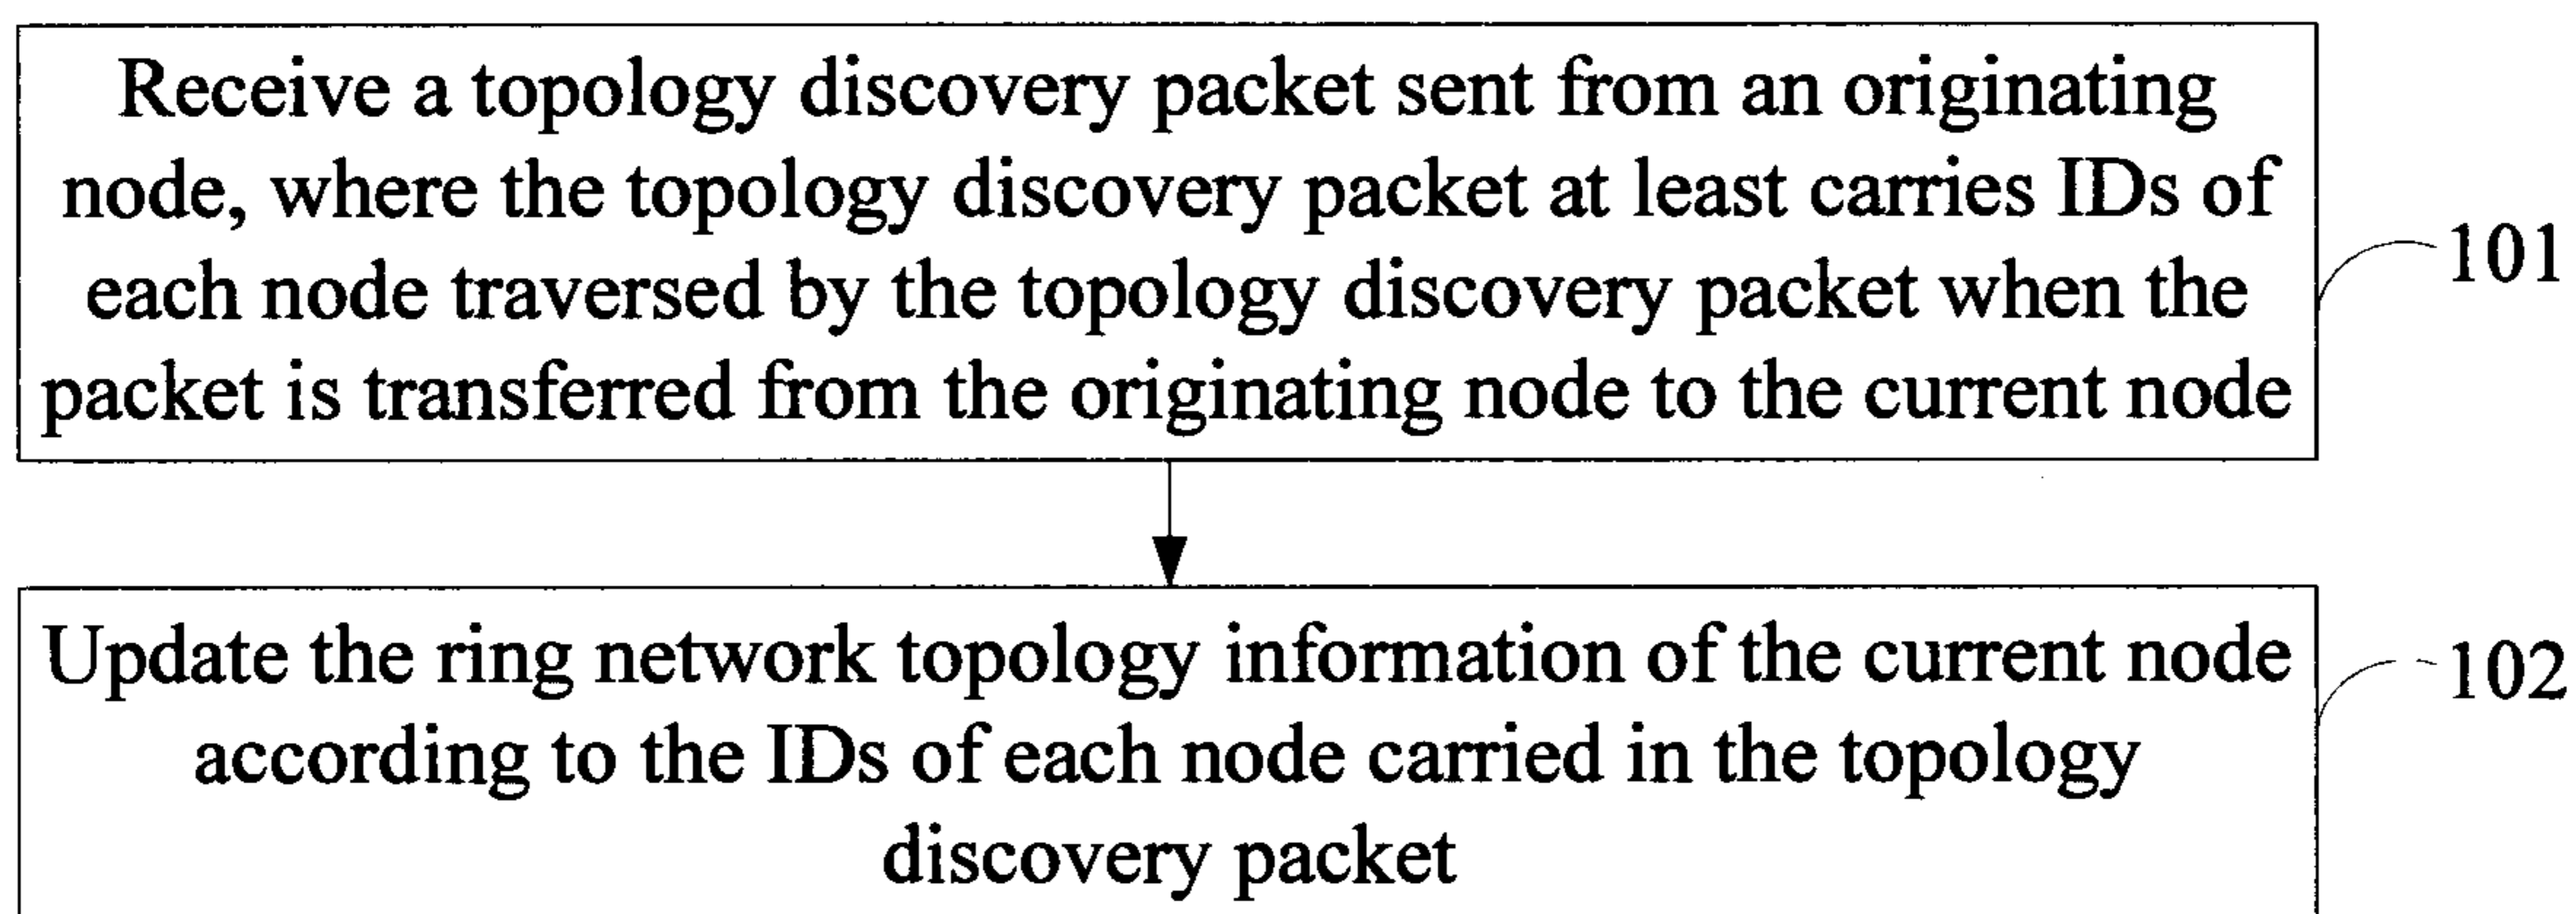 Receive a topology discovery packet sent from an originating
node, where the topology discovery packet at least carries IDs of
each node traversed by the topology discovery packet when the
packet is transferred from the originating node to the current node
101
Update the ring network topology information of the current node
according to the IDs of each node carried in the topology
discovery packet
102